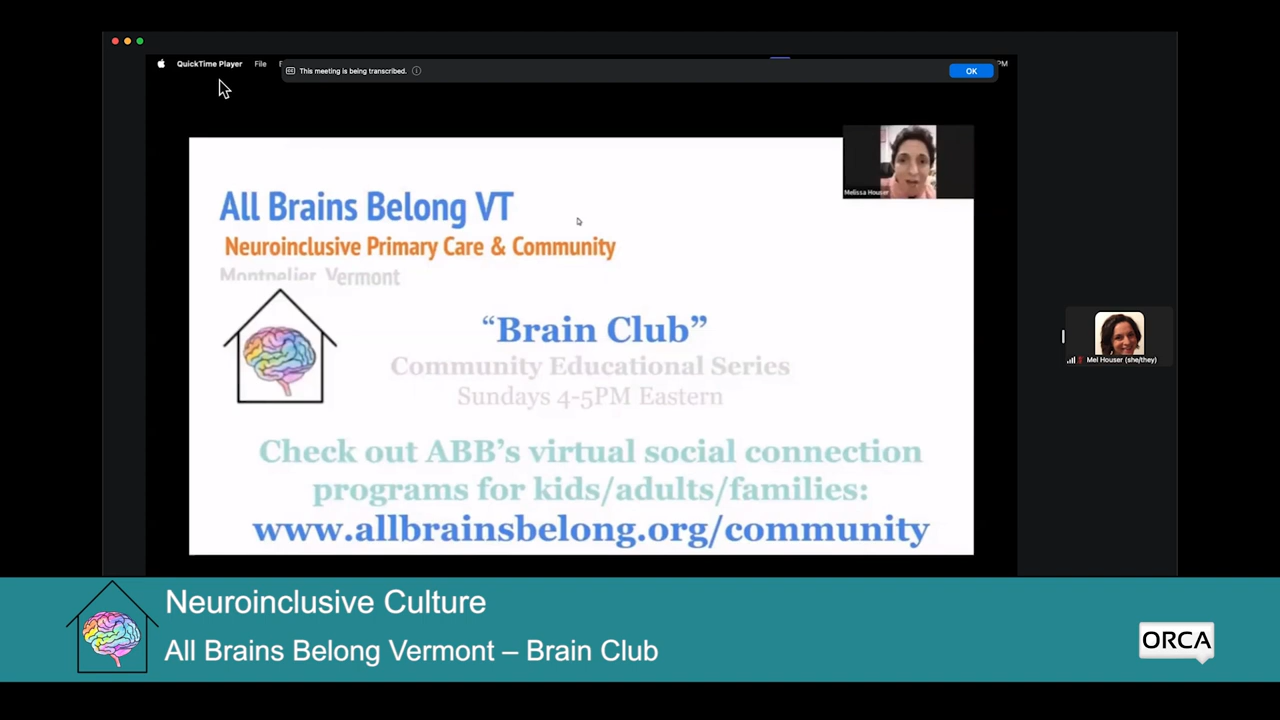 QuickTime Player File
This meeting is being transcribed.
OK
PM
Melissa Houser
All Brains Belong VT
Neuroinclusive Primary Care & Community
Montpelier, Vermont
“Brain Club”
Community Educational Series
Sundays 4-5PM Eastern
Check out ABB’s virtual social connection
programs for kids/adults/families:
www.allbrainsbelong.org/community
Mel Houser (she/they)
Neuroinclusive Culture
All Brains Belong Vermont – Brain Club
ORCA